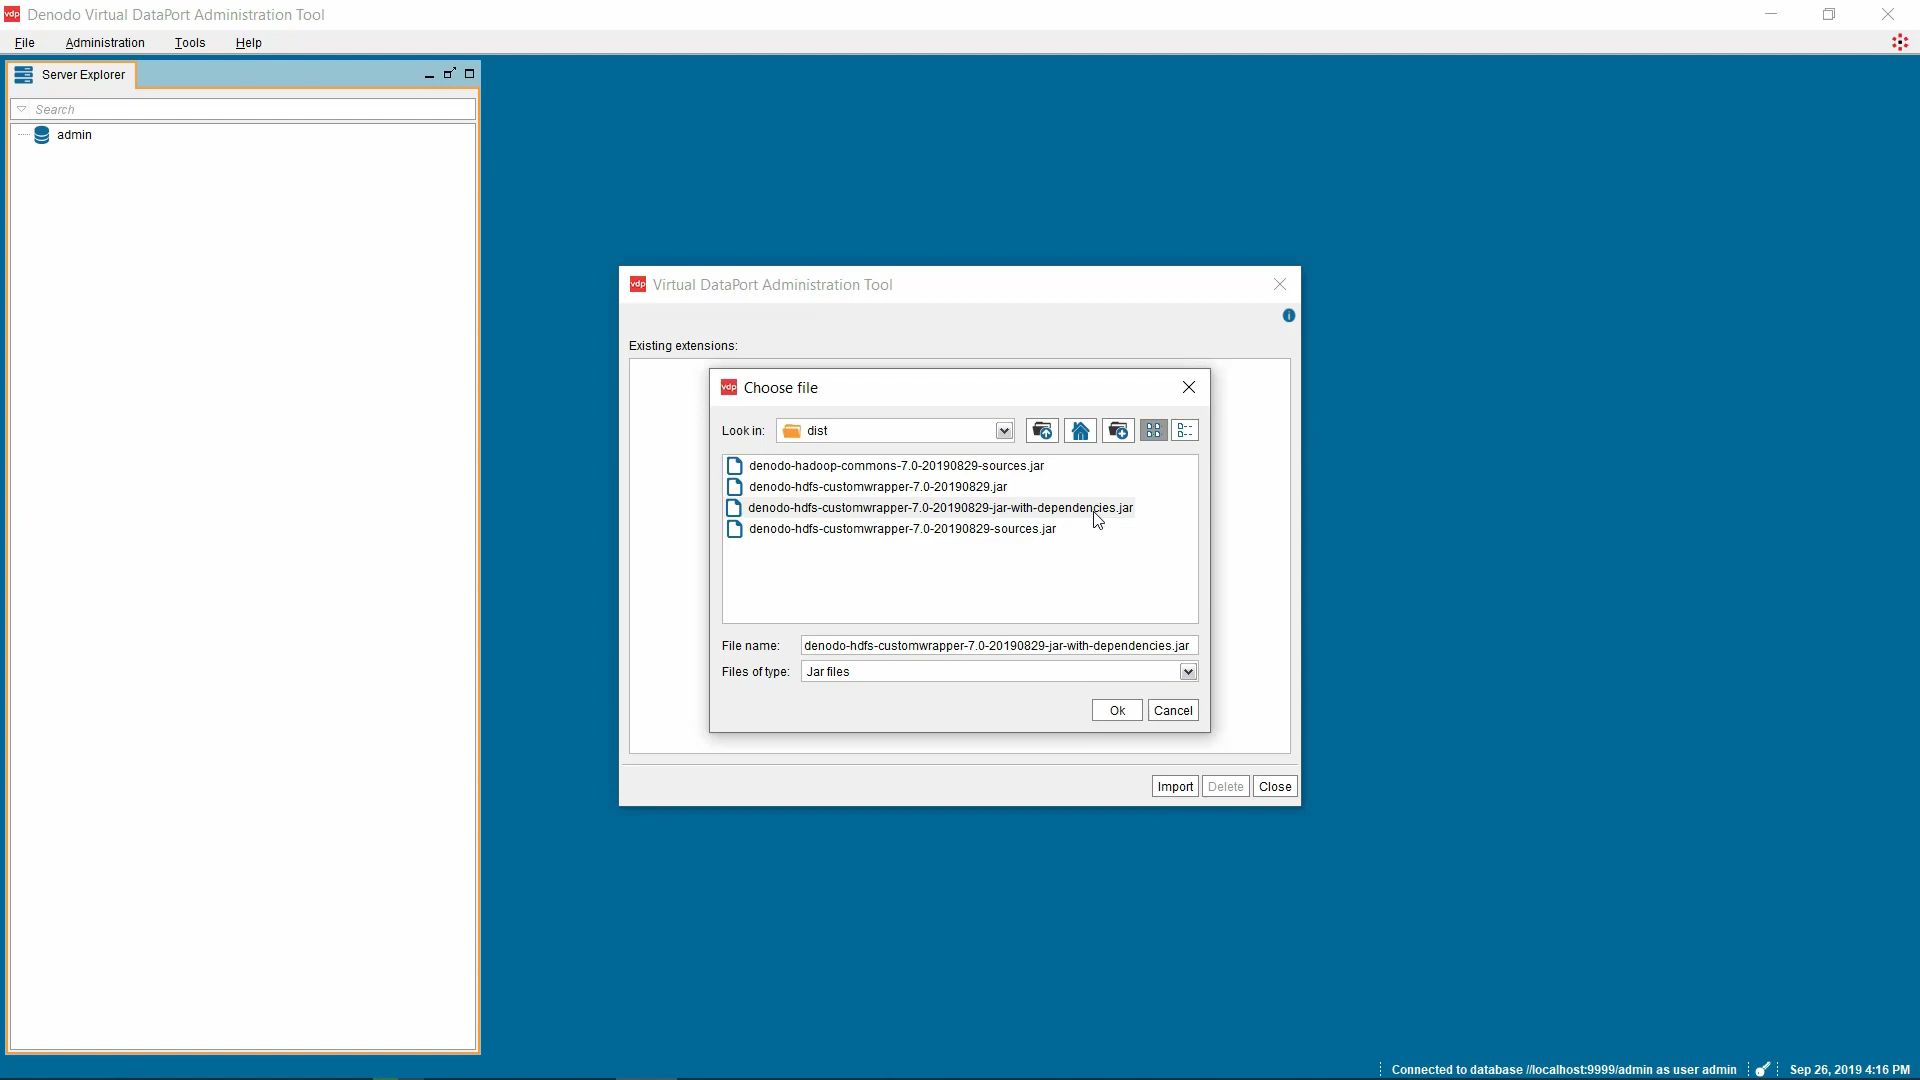 vdp Denodo Virtual DataPort Administration Tool
File Administration Tools Help
Server Explorer
Search
admin
vdp Virtual DataPort Administration Tool
i
Existing extensions:
vdp Choose file
Look in: dist
denodo-hadoop-commons-7.0-20190829-sources.jar
denodo-hdfs-customwrapper-7.0-20190829.jar
denodo-hdfs-customwrapper-7.0-20190829-jar-with-dependencies.jar
denodo-hdfs-customwrapper-7.0-20190829-sources.jar
File name: denodo-hdfs-customwrapper-7.0-20190829-jar-with-dependencies.jar
Files of type: Jar files
Ok Cancel
Import Delete Close
Connected to database //localhost:9999/admin as user admin Sep 26, 2019 4:16 PM